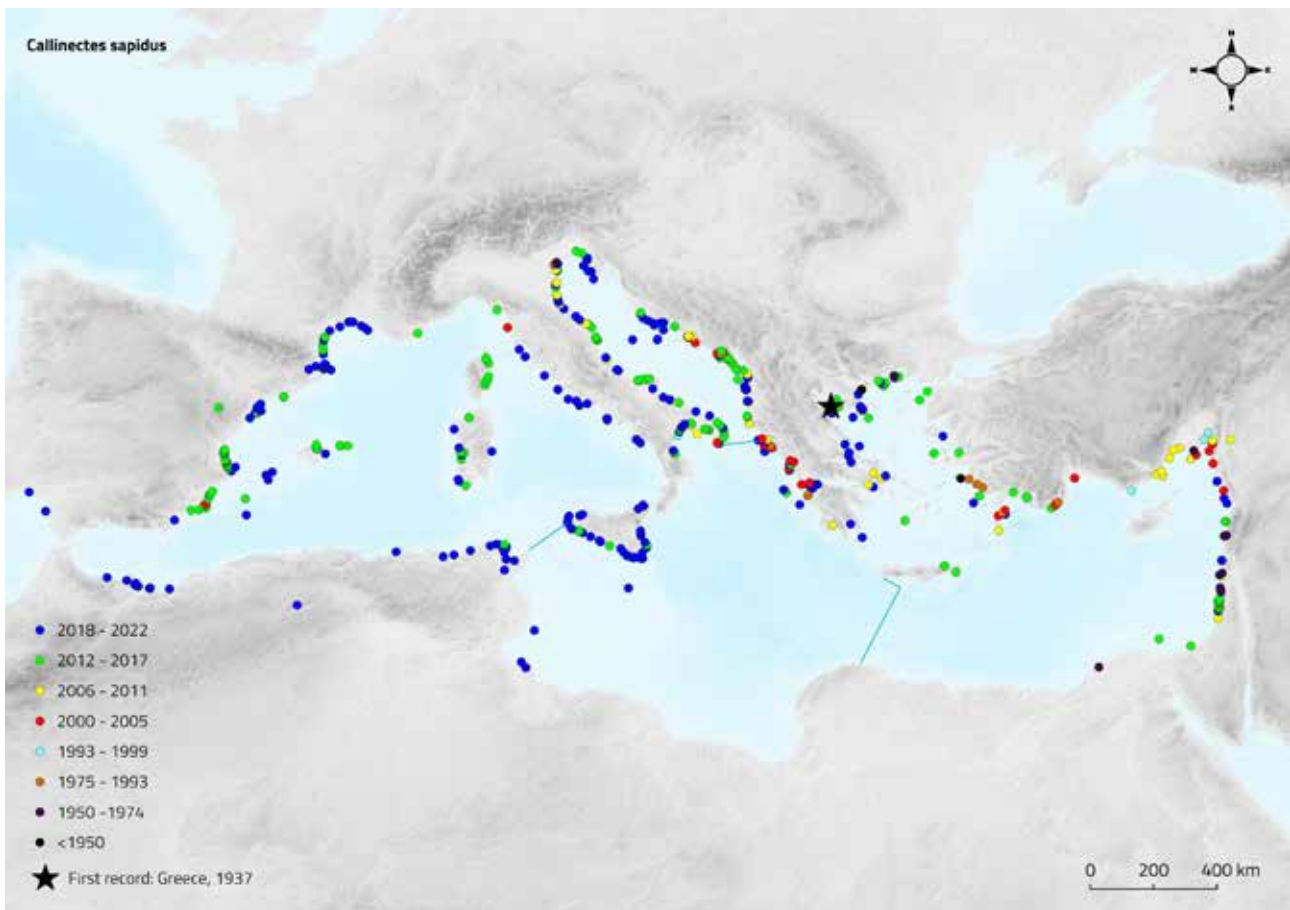 Callinectes sapidus
N
W E
S
2018 - 2022
2012 - 2017
2006 - 2011
2000 - 2005
1993 - 1999
1975 - 1993
1950 -1974
<1950
First record: Greece, 1937
0 200 400 km